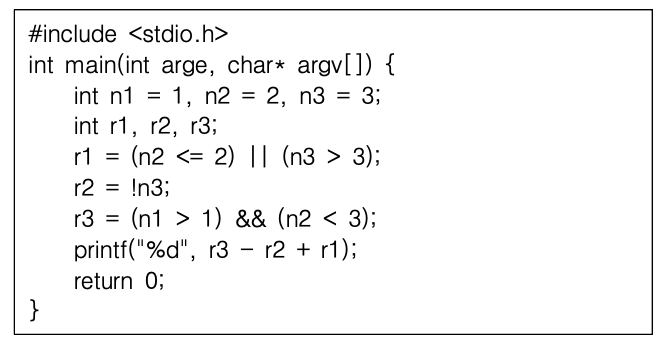 #include <stdio.h>
int main(int arge, char* argv[]) {
int n1 = 1, n2 = 2, n3 = 3;
int r1, r2, r3;
r1 = (n2 <= 2) || (n3 > 3);
r2 = !n3;
r3 = (n1 > 1) && (n2 < 3);
printf("%d", r3 - r2 + r1);
return 0;
}